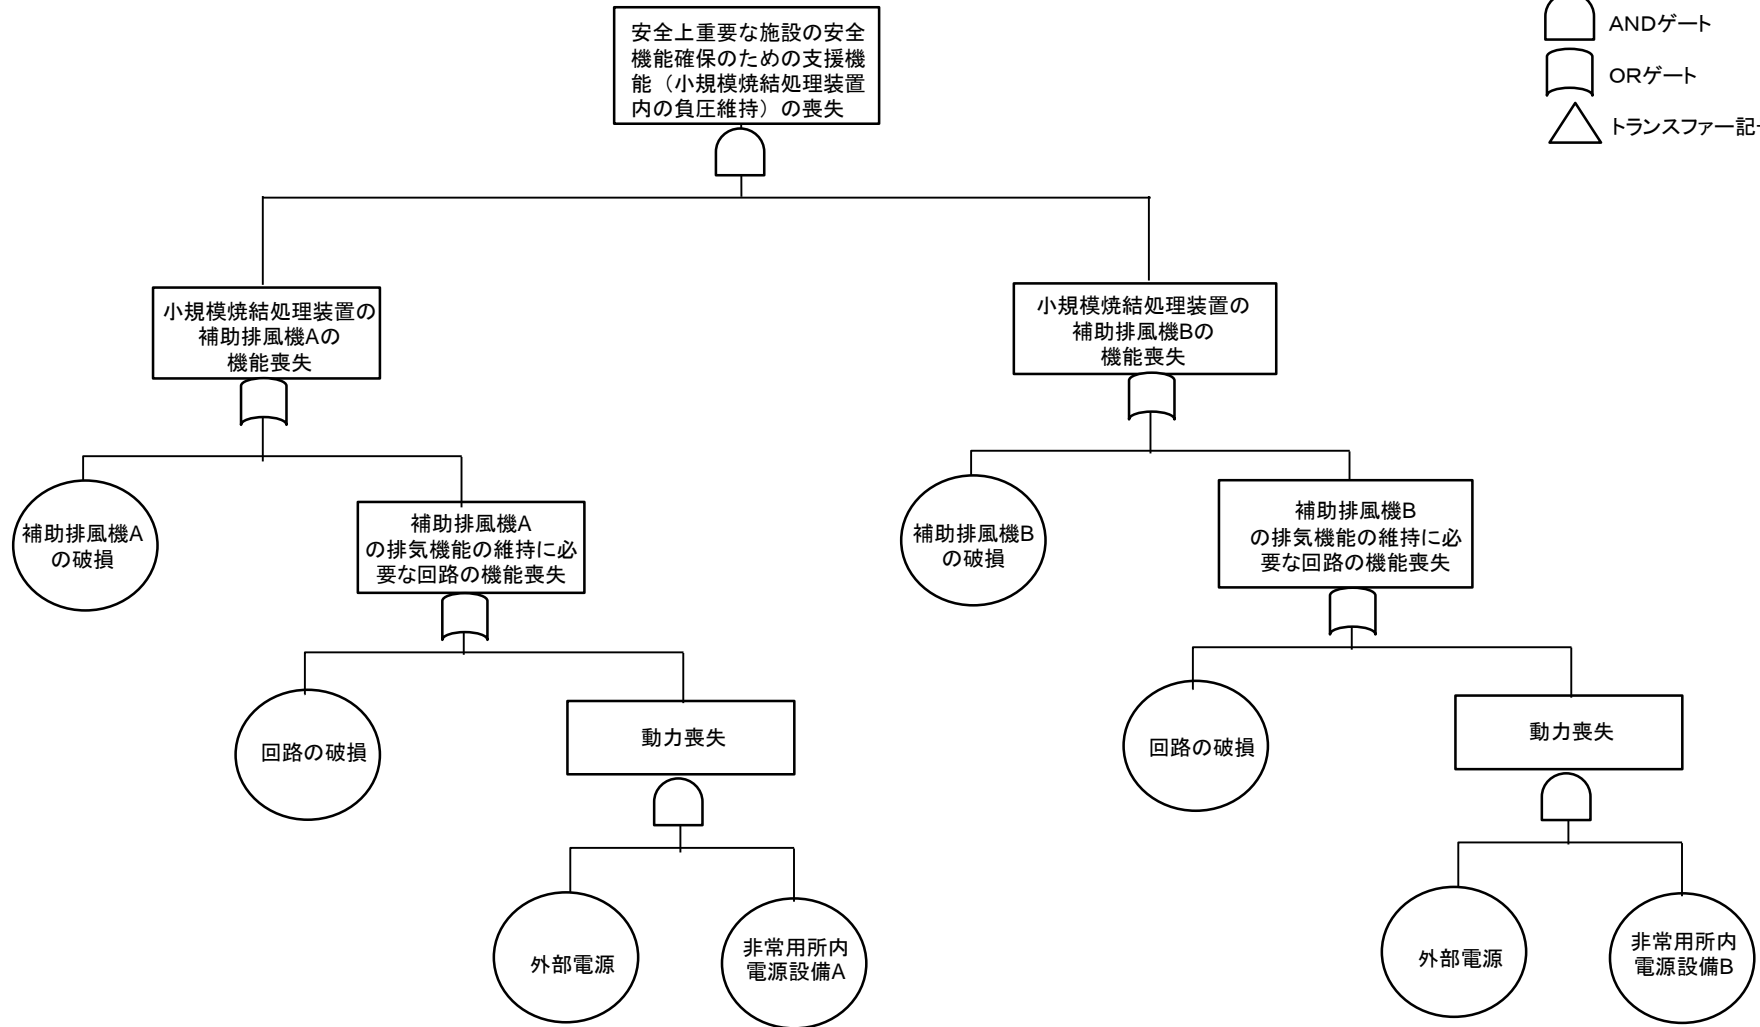 安全上重要な施設の安全
機能確保のための支援機
能（小規模焼結処理装置
内の負圧維持）の喪失
ANDゲート
ORゲート
トランスファー記
小規模焼結処理装置の
補助排風機Aの
機能喪失
小規模焼結処理装置の
補助排風機Bの
機能喪失
補助排風機A
の破損
補助排風機A
の排気機能の維持に必
要な回路の機能喪失
補助排風機B
の破損
補助排風機B
の排気機能の維持に必
要な回路の機能喪失
回路の破損
動力喪失
回路の破損
動力喪失
外部電源
非常用所内
電源設備A
外部電源
非常用所内
電源設備B